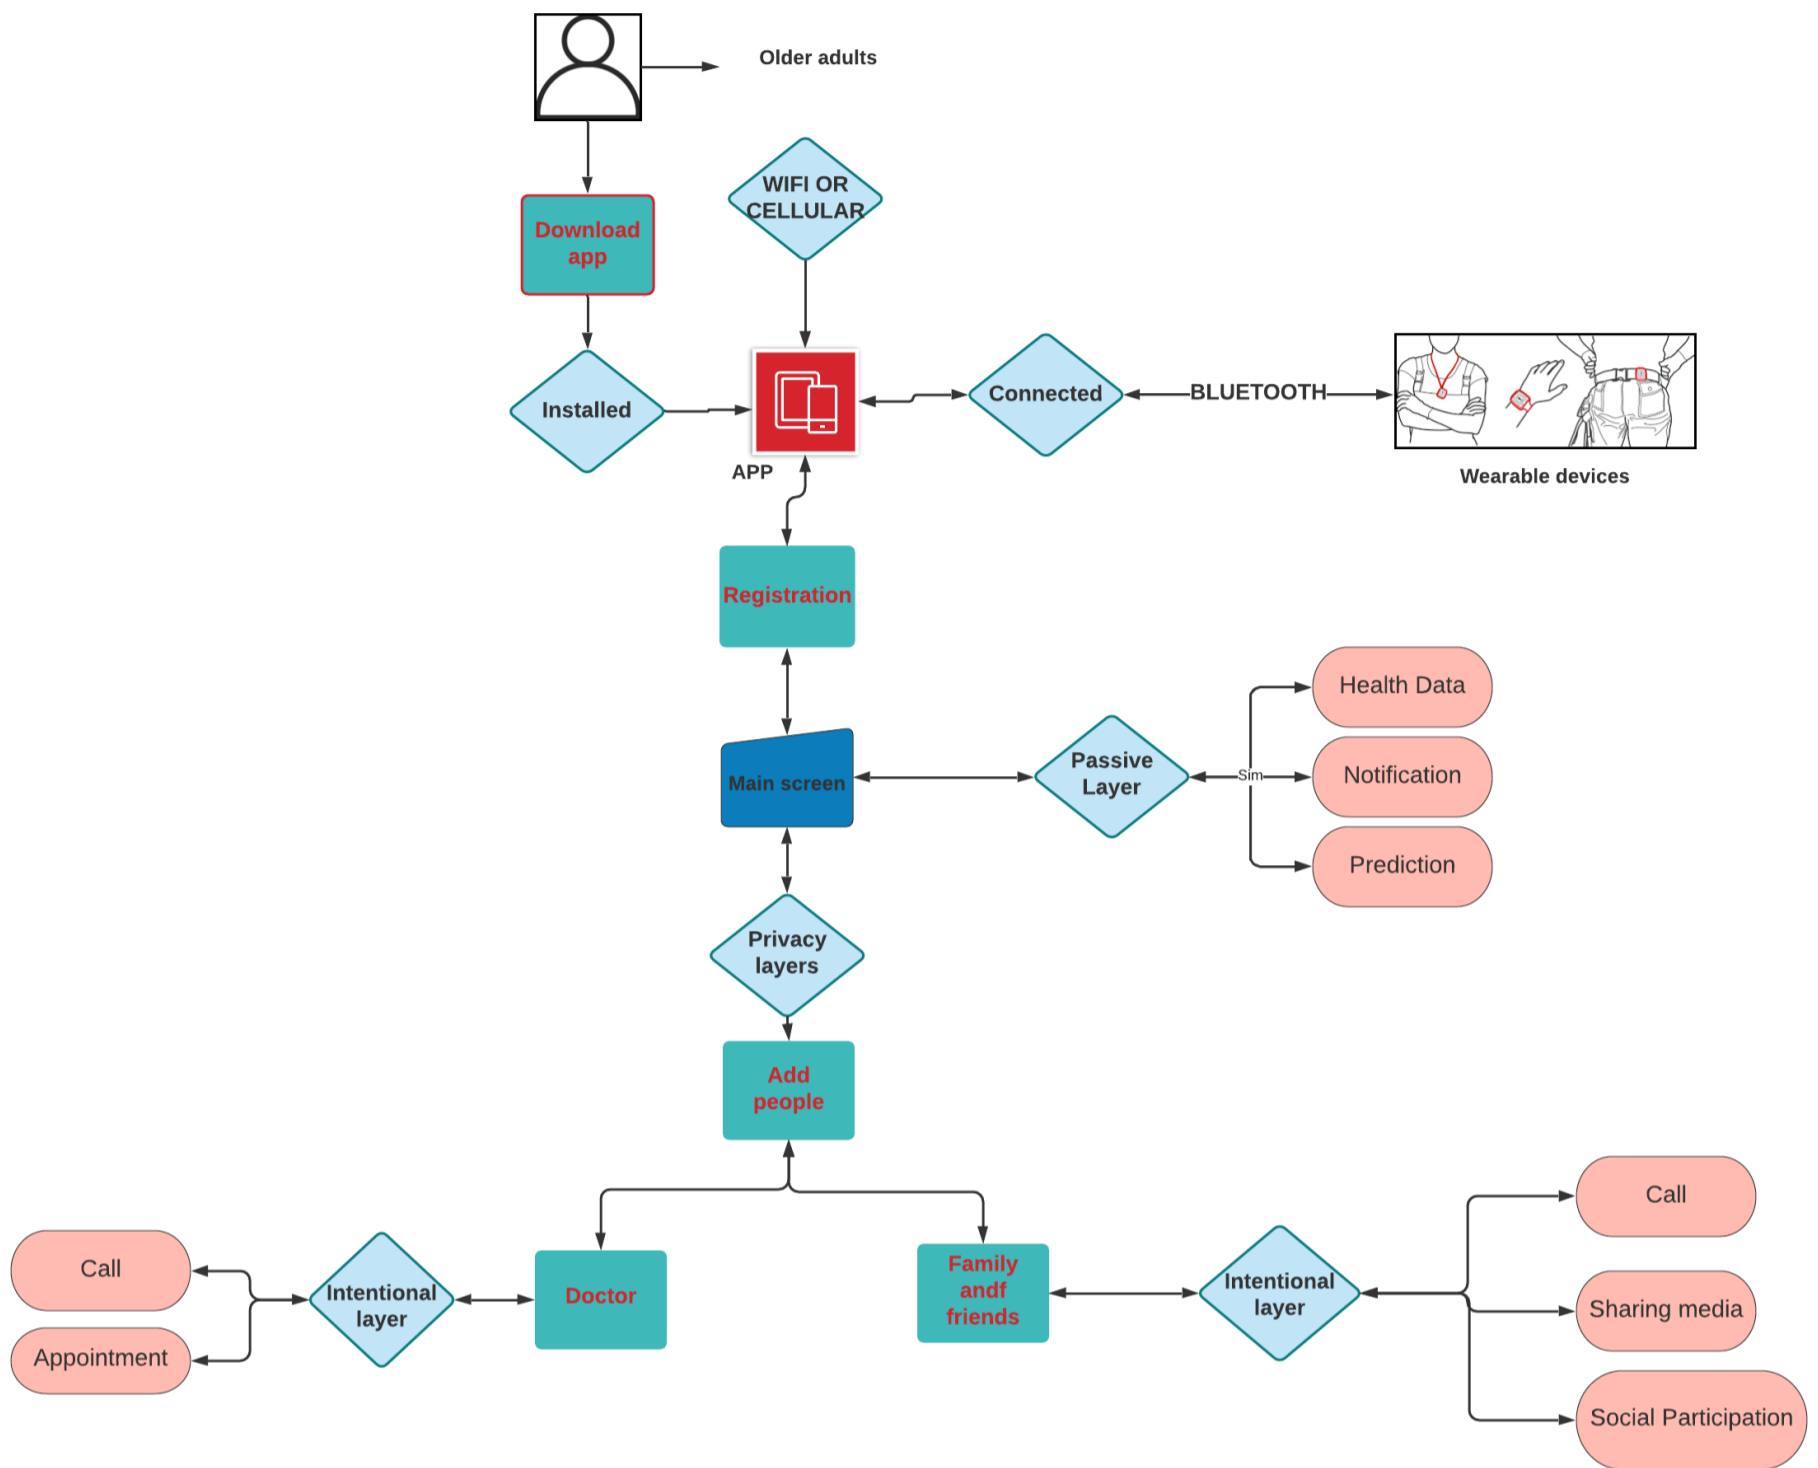 Older adults
WIFI OR
CELLULAR
Download
app
Installed
Connected
BLUETOOTH
APP
Wearable devices
Registration
Health Data
Passive
Layer
Sim
Notification
Main screen
Prediction
Privacy
layers
Add
people
Call
Call
Intentional
layer
Doctor
Family
andf
friends
Intentional
layer
Sharing media
Appointment
Social Participation